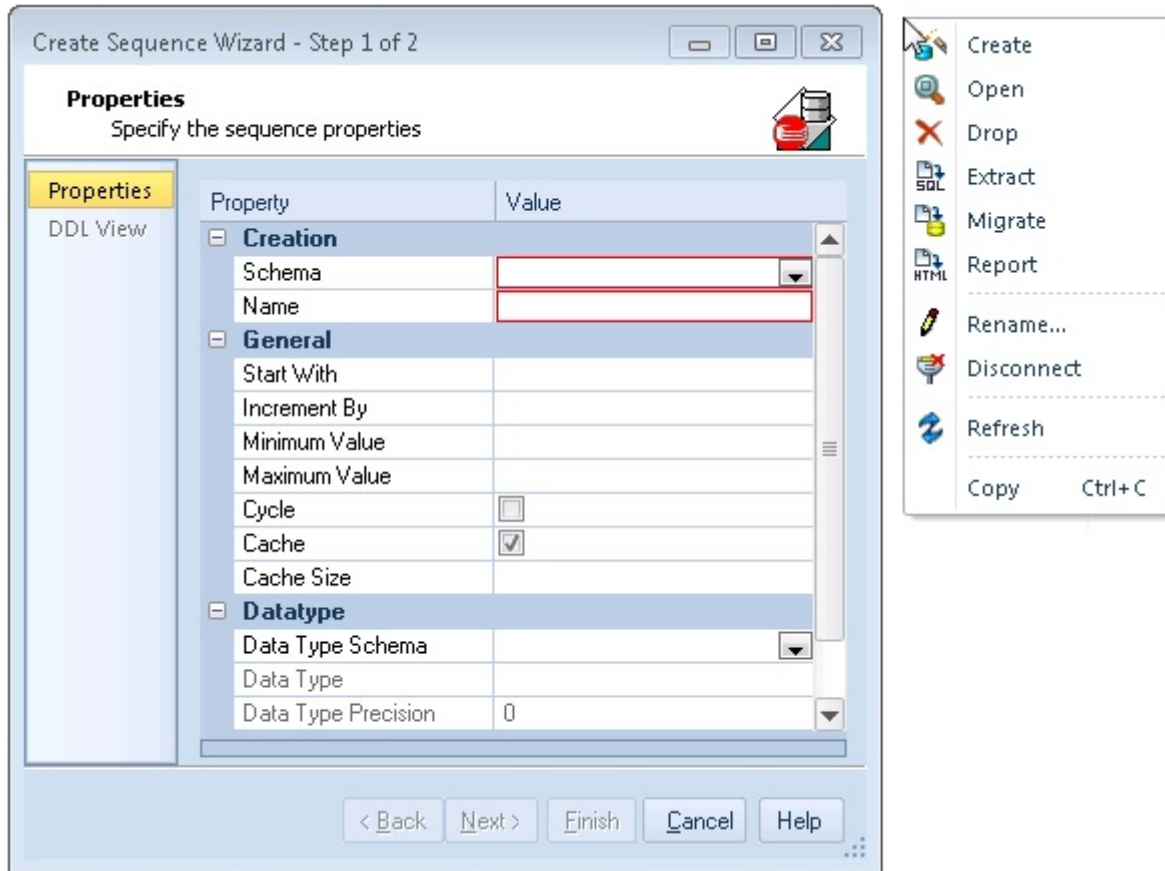 Create Sequence Wizard - Step 1 of 2
Properties
Specify the sequence properties
Properties
DDL View
Property Value
Creation
Schema
Name
General
Start With
Increment By
Minimum Value
Maximum Value
Cycle
Cache
Cache Size
Datatype
Data Type Schema
Data Type
Data Type Precision 0
< Back Next > Finish Cancel Help
Create
Open
Drop
SQL Extract
Migrate
HTML Report
Rename...
Disconnect
Refresh
Copy Ctrl+C